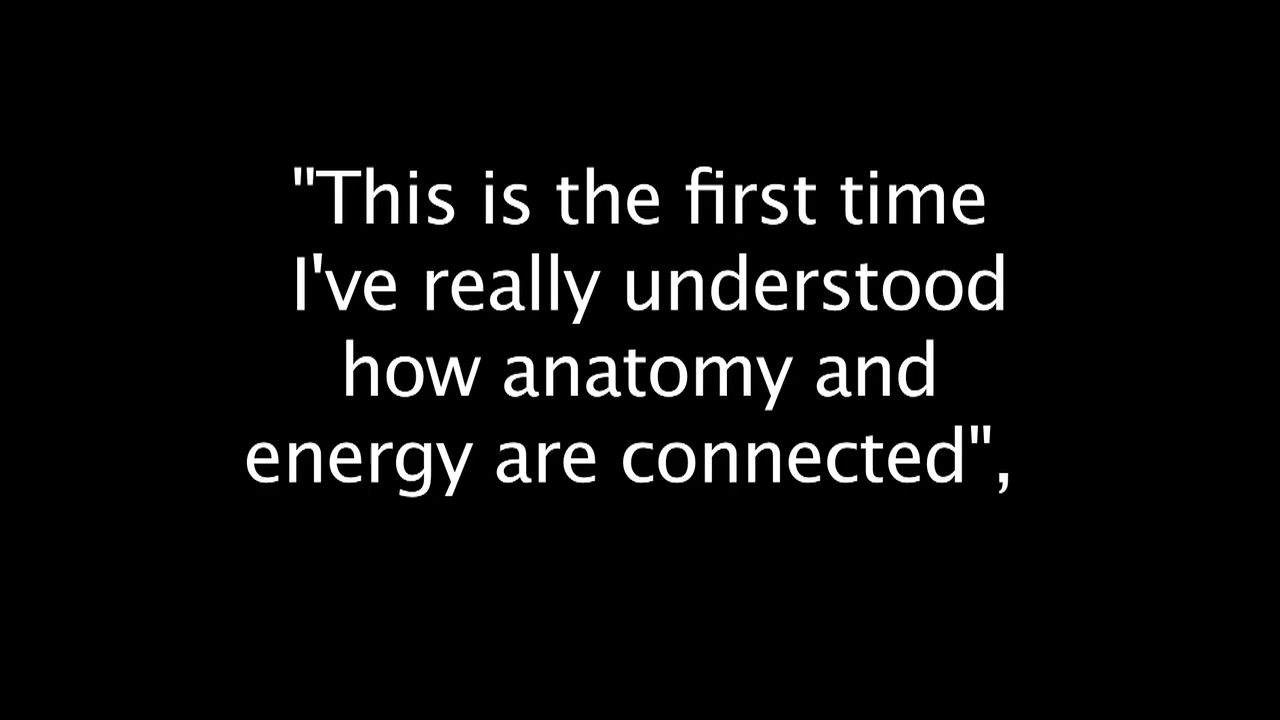 "This is the first time
I've really understood
how anatomy and
energy are connected",